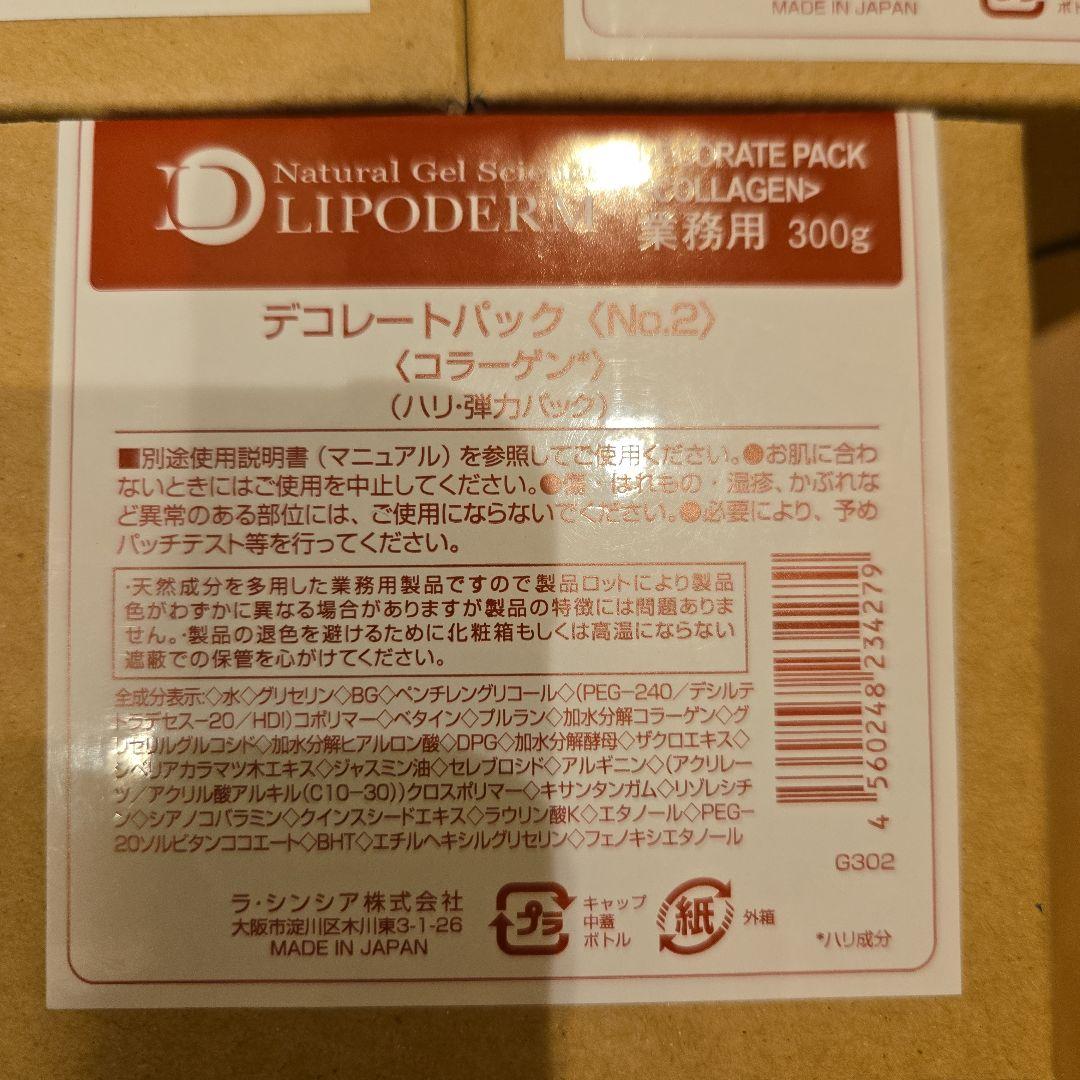 MADE IN JAPAN
Natural Gel Science
LIPODERM
DECORATE PACK
<COLLAGEN>
業務用 300g
デコレートパック〈No.2〉
〈コラーゲン*〉
(ハリ・弾力パック)
■別途使用説明書(マニュアル)を参照してご使用ください。●お肌に合わ
ないときにはご使用を中止してください。●傷・はれもの・湿疹、かぶれな
ど異常のある部位には、ご使用にならないでください。●必要により、予め
パッチテスト等を行ってください。
・天然成分を多用した業務用製品ですので製品ロットにより製品
色がわずかに異なる場合がありますが製品の特徴には問題ありま
せん。・製品の退色を避けるために化粧箱もしくは高温にならない
遮蔽での保管を心がけてください。
全成分表示:◇水◇グリセリン◇BG◇ペンチレングリコール◇(PEG-240/デシルテ
トラデセス-20/HDI)コポリマー◇ベタイン◇プルラン◇加水分解コラーゲン◇グ
リセリルグルコシド◇加水分解ヒアルロン酸◇DPG◇加水分解酵母◇ザクロエキス◇
シベリアカラマツ木エキス◇ジャスミン油◇セレブロシド◇アルギニン◇(アクリレー
ツ/アクリル酸アルキル(C10-30))クロスポリマー◇キサンタンガム◇リゾレシチ
ン◇シアノコバラミン◇クインスシードエキス◇ラウリン酸K◇エタノール◇PEG-
20ソルビタンココエート◇BHT◇エチルヘキシルグリセリン◇フェノキシエタノール
4 560248 234279
G302
ラ・シンシア株式会社
大阪市淀川区木川東3-1-26
MADE IN JAPAN
プラ
キャップ
中蓋
ボトル
紙
外箱
*ハリ成分